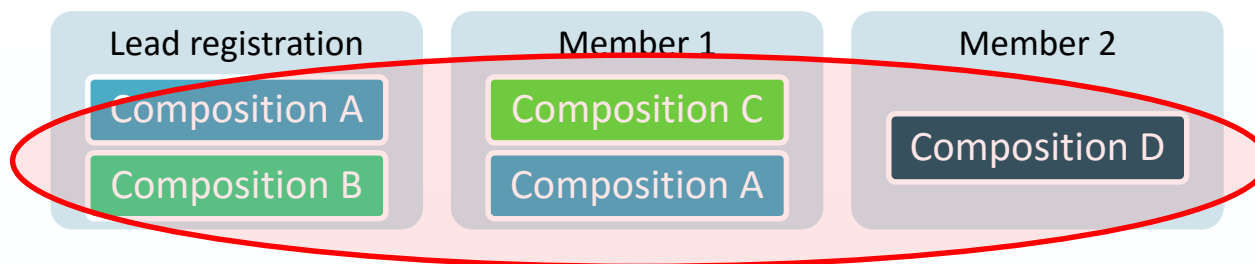 Lead registration
Composition A
Composition B
Member 1
Composition C
Composition A
Member 2
Composition D